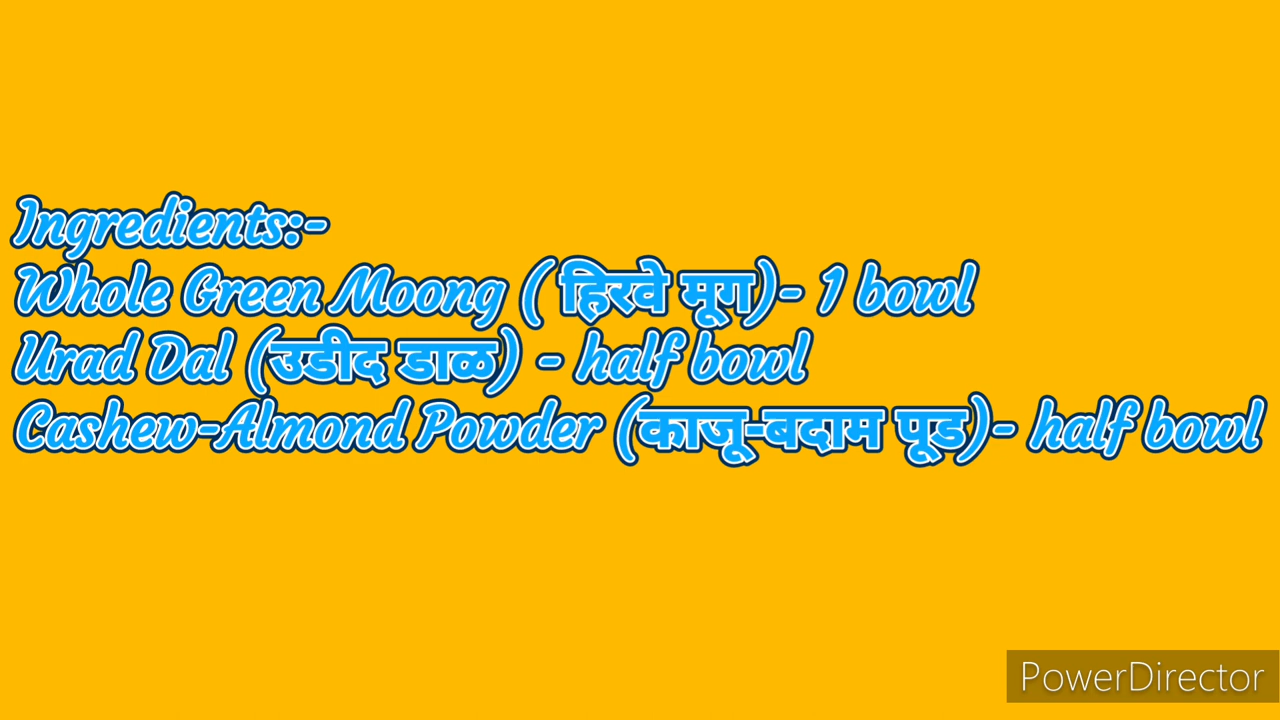 Ingredients:-
Whole Green Moong ( हिरवे मूग)- 1 bowl
Urad Dal (उडीद डाळ) - half bowl
Cashew-Almond Powder (काजू-बदाम पूड)- half bowl
PowerDirector